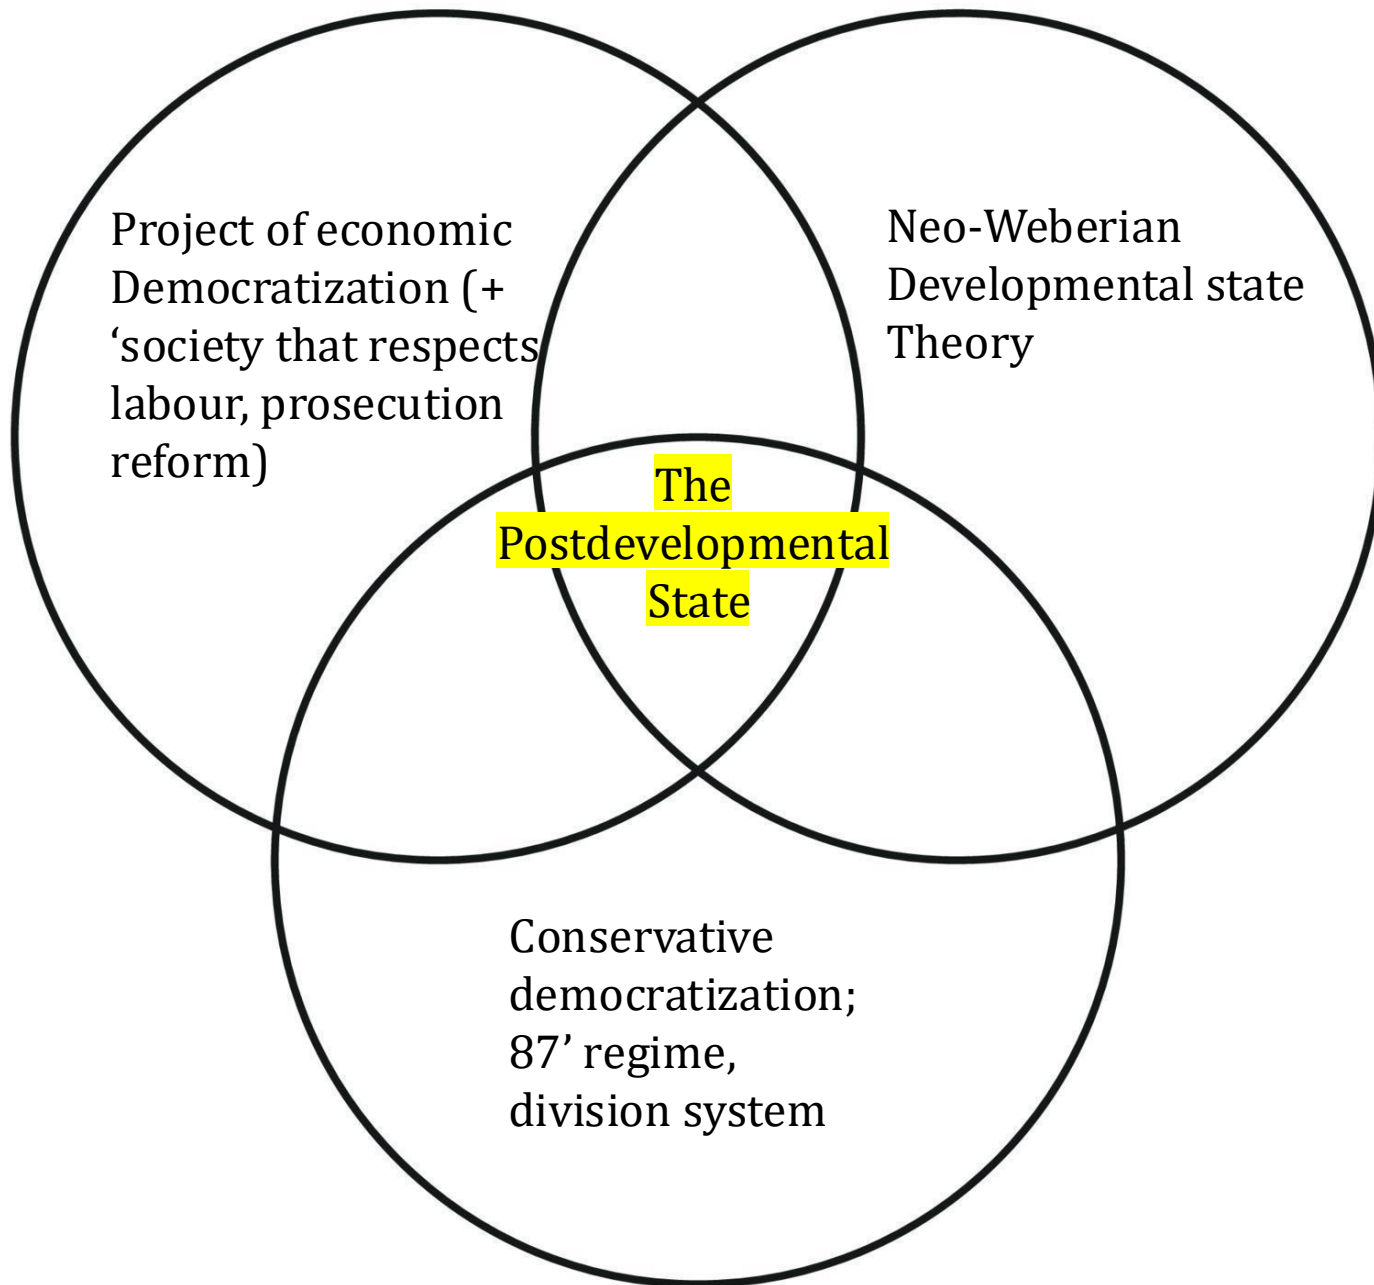 Project of economic
Democratization (+
‘society that respects
labour, prosecution
reform)
Neo-Weberian
Developmental state
Theory
The
Postdevelopmental
State
Conservative
democratization;
87’ regime,
division system